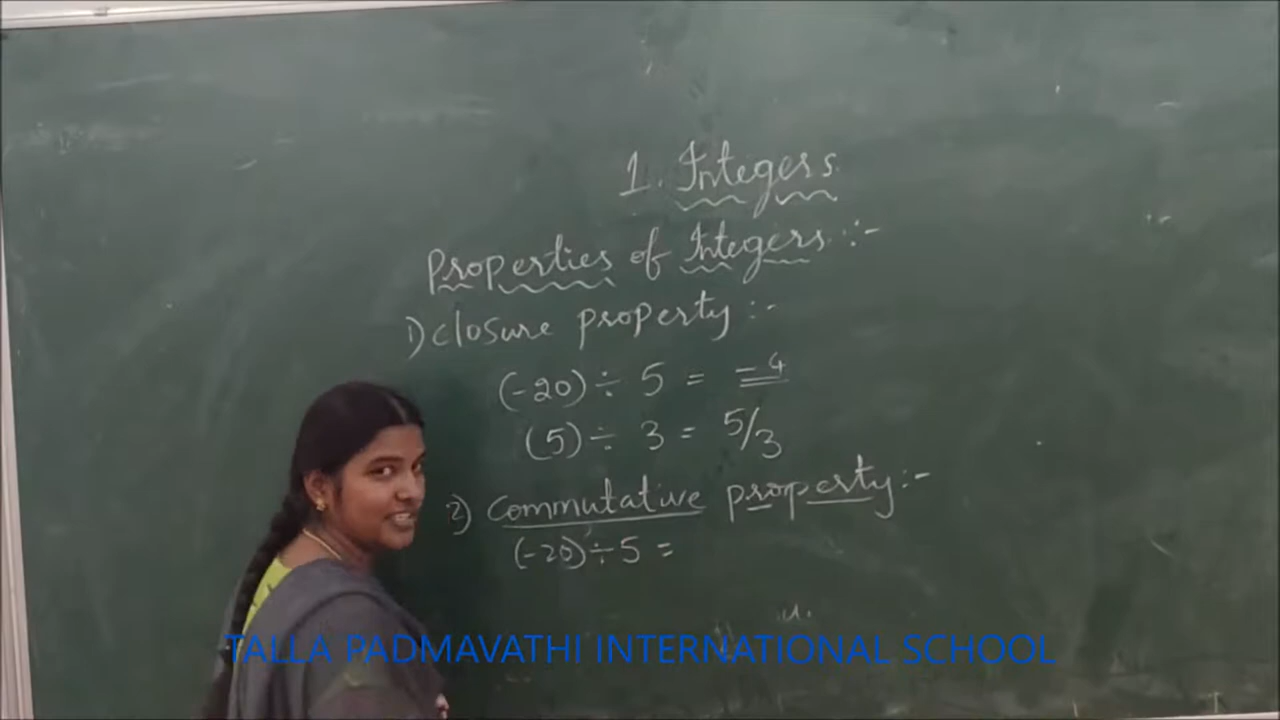 1. Integers
Properties of Integers :-
1) closure property :-
(-20) ÷ 5 = -4
(5) ÷ 3 = 5/3
2) Commutative property :-
(-20) ÷ 5 =
TALLA PADMAVATHI INTERNATIONAL SCHOOL